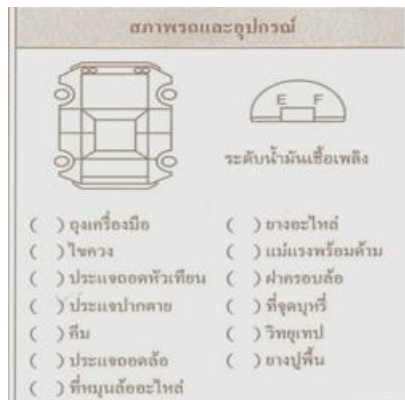 สภาพรถและอุปกรณ์
E F
ระดับน้ำมันเชื้อเพลิง
( ) ถุงเครื่องมือ ( ) ยางอะไหล่
( ) ไขควง ( ) แม่แรงพร้อมด้าม
( ) ประแจถอดหัวเทียน ( ) ฝาครอบล้อ
( ) ประแจปากตาย ( ) ที่จุดบุหรี่
( ) คีม ( ) วิทยุเทป
( ) ประแจถอดล้อ ( ) ยางปูพื้น
( ) ที่หมุนล้ออะไหล่